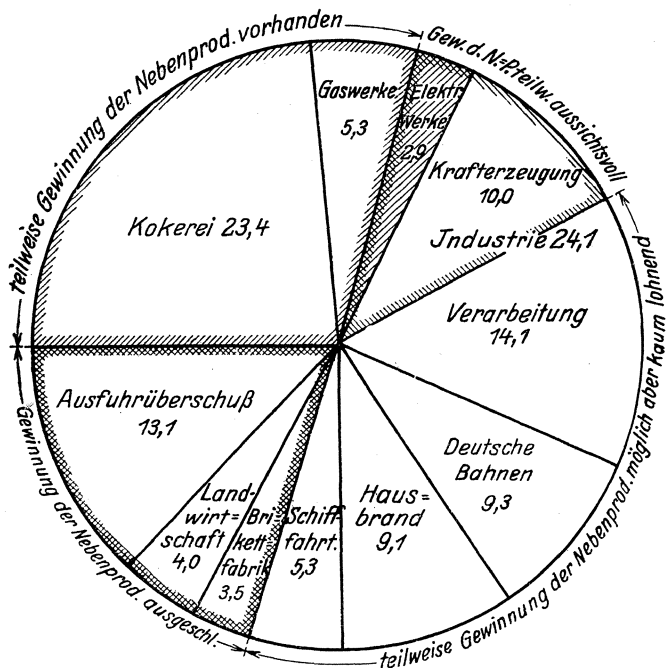 teilweise Gewinnung der Nebenprod. vorhanden
Gew. d. N=P. teilw. aussichtsvoll
Gaswerke
5,3
Elektr.
Werke
2,9
Krafterzeugung
10,0
Kokerei 23,4
Jndustrie 24,1
Verarbeitung
14,1
Ausfuhrüberschuß
13,1
Deutsche
Bahnen
9,3
Land-
wirt=
schaft
4,0
Bri
kett
fabrik
3,5
Schiff-
fahrt.
5,3
Haus=
brand
9,1
Gewinnung der Nebenprod. ausgeschl.
teilweise Gewinnung der Nebenprod. möglich aber kaum lohnend